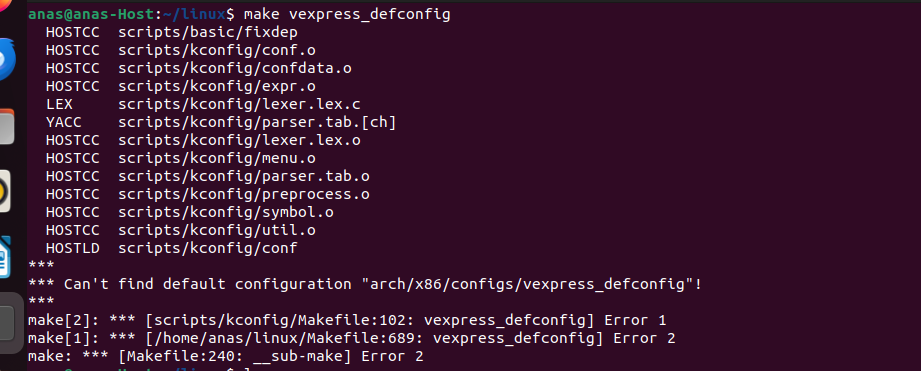 anas@anas-Host:~/linux$ make vexpress_defconfig
  HOSTCC  scripts/basic/fixdep
  HOSTCC  scripts/kconfig/conf.o
  HOSTCC  scripts/kconfig/confdata.o
  HOSTCC  scripts/kconfig/expr.o
  LEX     scripts/kconfig/lexer.lex.c
  YACC    scripts/kconfig/parser.tab.[ch]
  HOSTCC  scripts/kconfig/lexer.lex.o
  HOSTCC  scripts/kconfig/menu.o
  HOSTCC  scripts/kconfig/parser.tab.o
  HOSTCC  scripts/kconfig/preprocess.o
  HOSTCC  scripts/kconfig/symbol.o
  HOSTCC  scripts/kconfig/util.o
  HOSTLD  scripts/kconfig/conf
***
*** Can't find default configuration "arch/x86/configs/vexpress_defconfig"!
***
make[2]: *** [scripts/kconfig/Makefile:102: vexpress_defconfig] Error 1
make[1]: *** [/home/anas/linux/Makefile:689: vexpress_defconfig] Error 2
make: *** [Makefile:240: __sub-make] Error 2